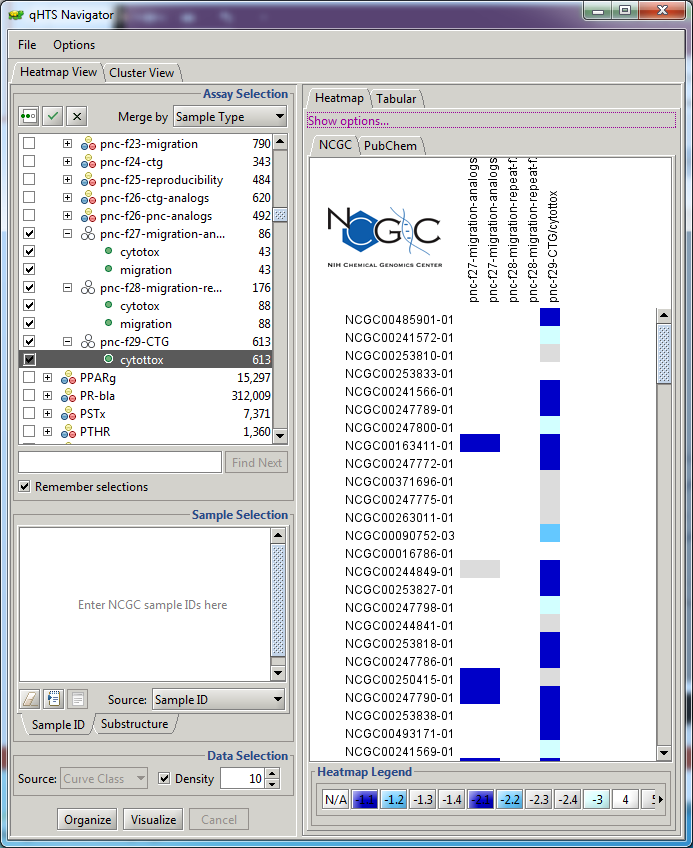 qHTS Navigator
File Options
Heatmap View Cluster View
Assay Selection
Merge by Sample Type
pnc-f23-migration 790
pnc-f24-ctg 343
pnc-f25-reproducibility 484
pnc-f26-ctg-analogs 620
pnc-f26-pnc-analogs 492
pnc-f27-migration-an... 86
cytotox 43
migration 43
pnc-f28-migration-re... 176
cytotox 88
migration 88
pnc-f29-CTG 613
cytottox 613
PPARg 15,297
PR-bla 312,009
PSTx 7,371
PTHR 1,360
Find Next
Remember selections
Sample Selection
Enter NCGC sample IDs here
Source: Sample ID
Sample ID Substructure
Data Selection
Source: Curve Class Density 10
Organize Visualize Cancel
Heatmap Tabular
Show options...
NCGC PubChem
NCGC
NIH CHEMICAL GENOMICS CENTER
pnc-f27-migration-analogs
pnc-f27-migration-analogs
pnc-f28-migration-repeat-f
pnc-f28-migration-repeat-f
pnc-f29-CTG/cytottox
NCGC00485901-01
NCGC00241572-01
NCGC00253810-01
NCGC00253833-01
NCGC00241566-01
NCGC00247789-01
NCGC00247800-01
NCGC00163411-01
NCGC00247772-01
NCGC00371696-01
NCGC00247775-01
NCGC00263011-01
NCGC00090752-03
NCGC00016786-01
NCGC00244849-01
NCGC00253827-01
NCGC00247798-01
NCGC00244841-01
NCGC00253818-01
NCGC00247786-01
NCGC00250415-01
NCGC00247790-01
NCGC00253838-01
NCGC00493171-01
NCGC00241569-01
Heatmap Legend
N/A -1.1 -1.2 -1.3 -1.4 -2.1 -2.2 -2.3 -2.4 -3 4 5